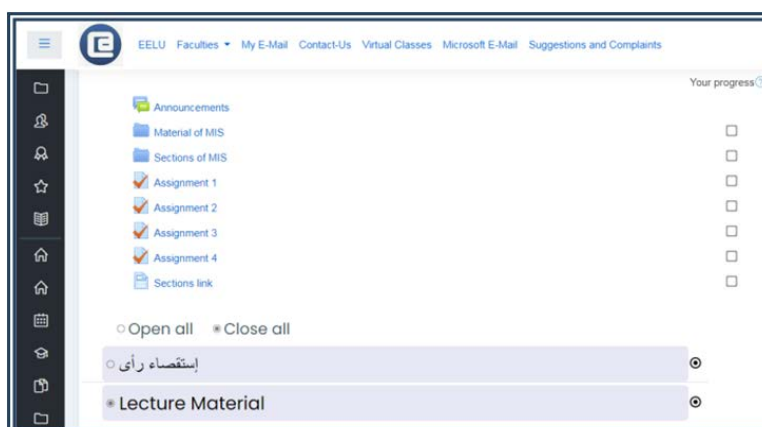 EELU Faculties My E-Mail Contact-Us Virtual Classes Microsoft E-Mail Suggestions and Complaints
Your progress
Announcements
Material of MIS
Sections of MIS
Assignment 1
Assignment 2
Assignment 3
Assignment 4
Sections link
Open all Close all
إستقصاء رأى
Lecture Material